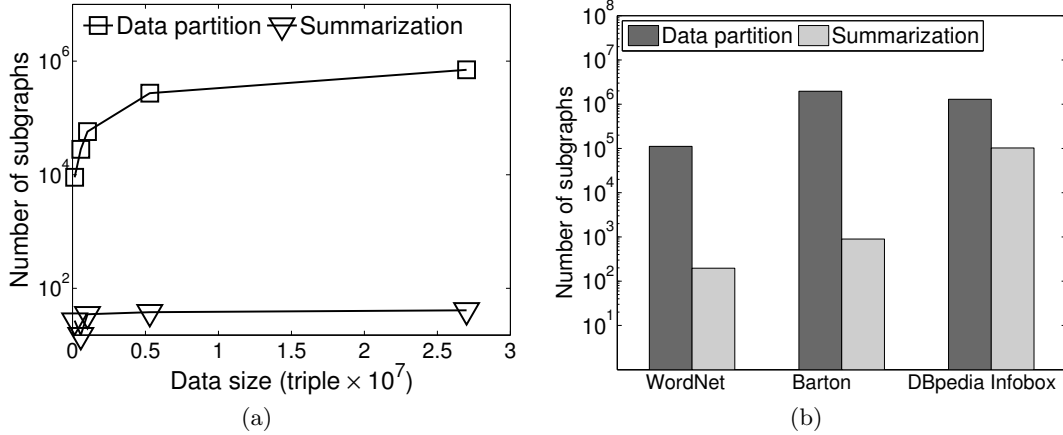 Data partition Summarization
Number of subgraphs
10^6
10^4
10^2
0 0.5 1 1.5 2 2.5 3
Data size (triple × 10^7)
(a)
Data partition Summarization
Number of subgraphs
10^8
10^7
10^6
10^5
10^4
10^3
10^2
10^1
WordNet Barton DBpedia Infobox
(b)